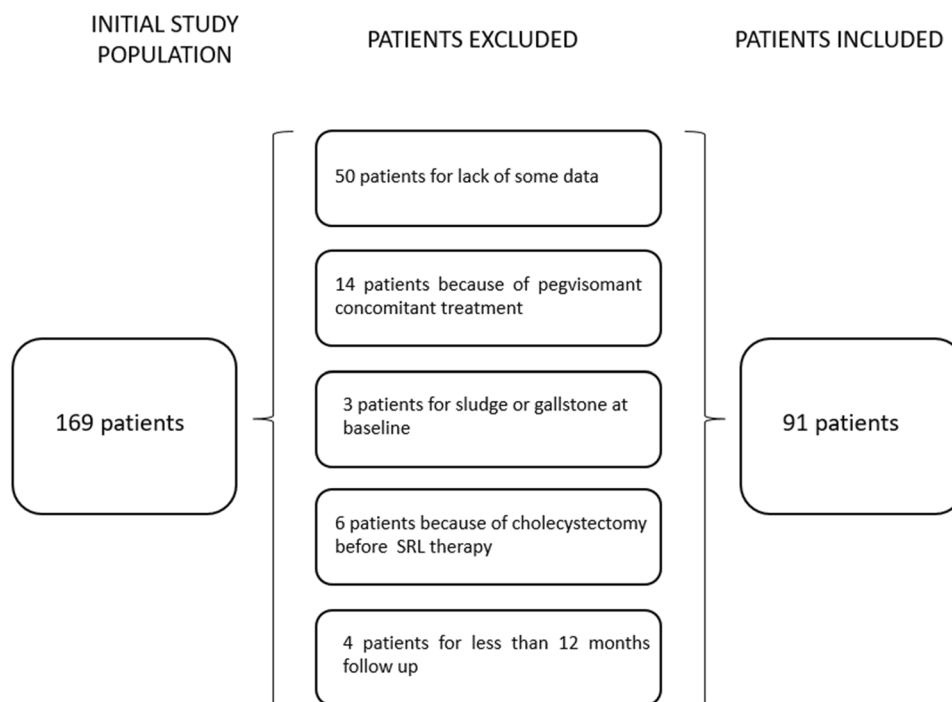 INITIAL STUDY
POPULATION
PATIENTS EXCLUDED
PATIENTS INCLUDED
50 patients for lack of some data
14 patients because of pegvisomant
concomitant treatment
3 patients for sludge or gallstone at
baseline
169 patients
91 patients
6 patients because of cholecystectomy
before SRL therapy
4 patients for less than 12 months
follow up